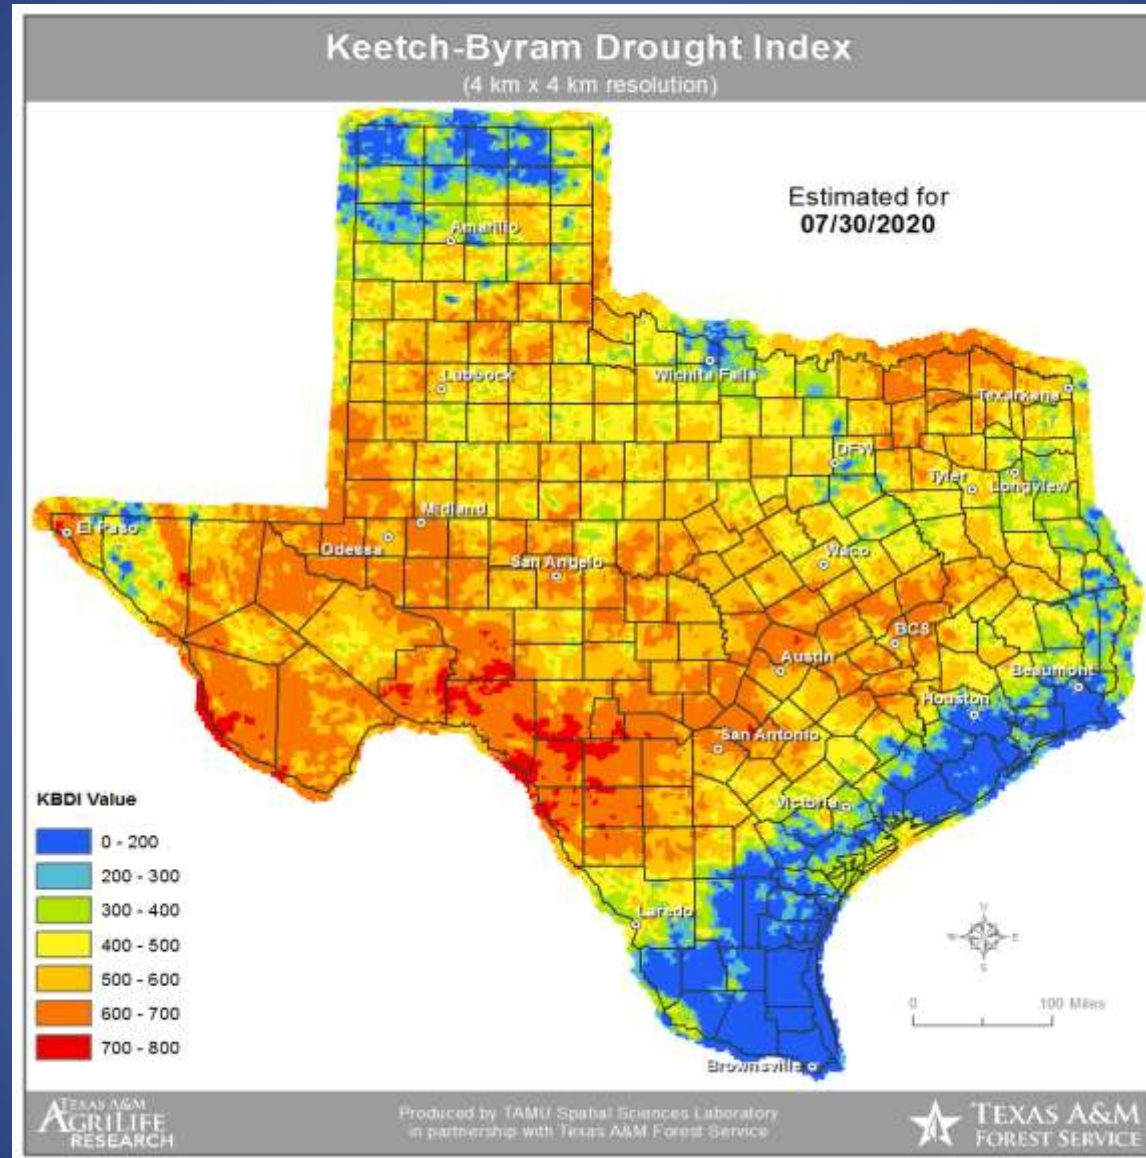 Keetch-Byram Drought Index
(4 km x 4 km resolution)
Estimated for
07/30/2020
Amarillo
Wichita Falls
Lubbock
Texarkana
DFW
Tyler
Longview
Midland
El Paso
Odessa
San Angelo
Waco
BCS
Austin
Beaumont
Houston
San Antonio
Victoria
Laredo
Brownsville
KBDI Value
0 - 200
200 - 300
300 - 400
400 - 500
500 - 600
600 - 700
700 - 800
W E
S
0 100 Miles
TEXAS A&M
AGRILIFE
RESEARCH
Produced by TAMU Spatial Sciences Laboratory
in partnership with Texas A&M Forest Service
TEXAS A&M
FOREST SERVICE